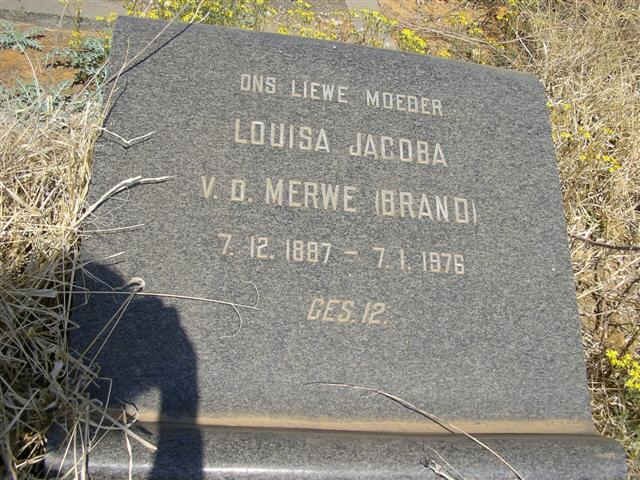 ONS LIEWE MOEDER
LOUISA JACOBA
V. D. MERWE (BRAND)
7. 12. 1887 – 7. 1. 1976
GES. 12.